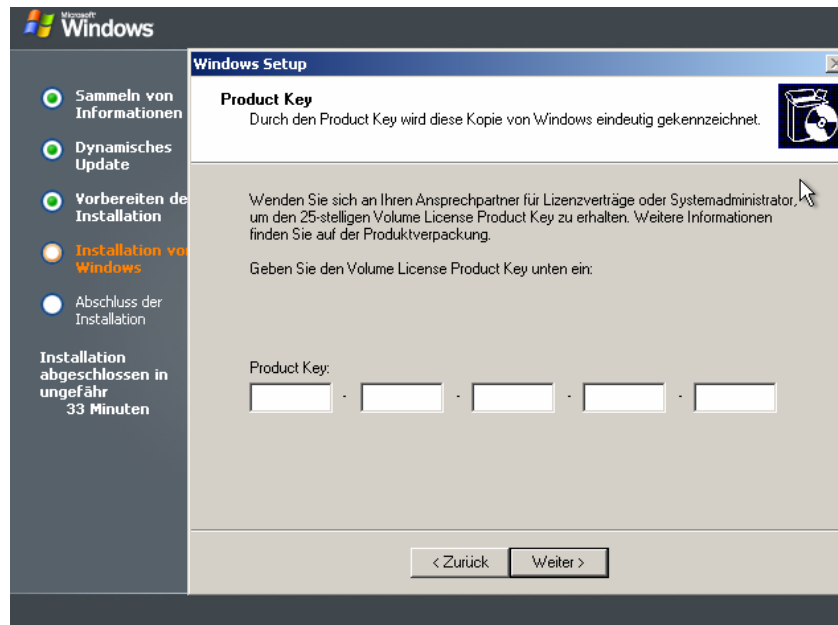 Microsoft
Windows
Windows Setup
Sammeln von
Informationen
Dynamisches
Update
Vorbereiten de
Installation
Installation von
Windows
Abschluss der
Installation
Installation
abgeschlossen in
ungefähr
33 Minuten
Product Key
Durch den Product Key wird diese Kopie von Windows eindeutig gekennzeichnet.
Wenden Sie sich an Ihren Ansprechpartner für Lizenzverträge oder Systemadministrator,
um den 25-stelligen Volume License Product Key zu erhalten. Weitere Informationen
finden Sie auf der Produktverpackung.
Geben Sie den Volume License Product Key unten ein:
Product Key:
- - - -
< Zurück Weiter >